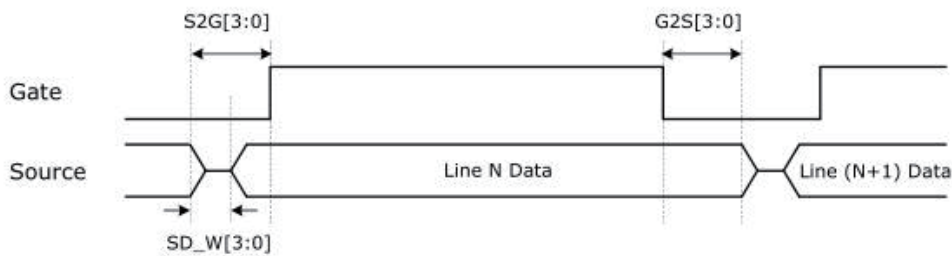 S2G[3:0]
G2S[3:0]
Gate
Source
Line N Data
Line (N+1) Data
SD_W[3:0]